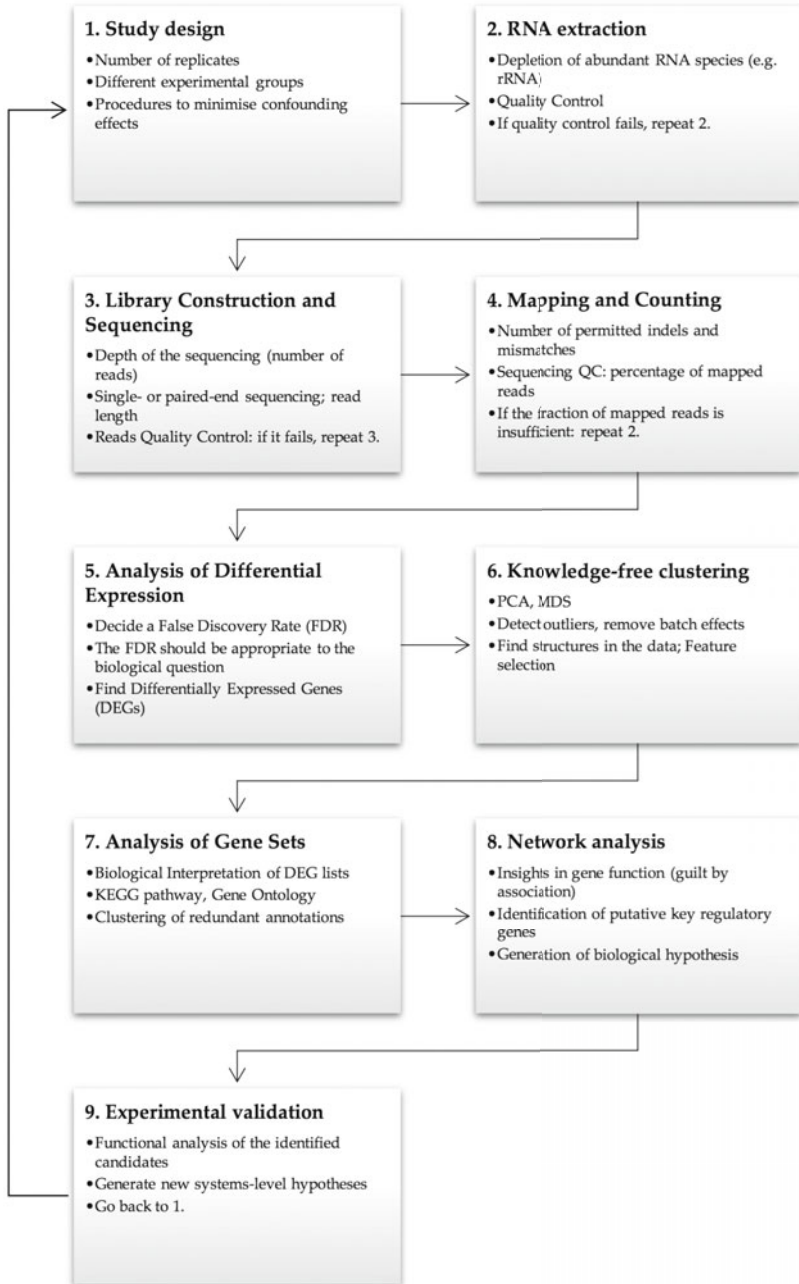 1. Study design
•Number of replicates
•Different experimental groups
•Procedures to minimise confounding
effects
2. RNA extraction
•Depletion of abundant RNA species (e.g.
rRNA)
•Quality Control
•If quality control fails, repeat 2.
3. Library Construction and
Sequencing
•Depth of the sequencing (number of
reads)
•Single- or paired-end sequencing; read
length
•Reads Quality Control: if it fails, repeat 3.
4. Mapping and Counting
•Number of permitted indels and
mismatches
•Sequencing QC: percentage of mapped
reads
•If the fraction of mapped reads is
insufficient: repeat 2.
5. Analysis of Differential
Expression
•Decide a False Discovery Rate (FDR)
•The FDR should be appropriate to the
biological question
•Find Differentially Expressed Genes
(DEGs)
6. Knowledge-free clustering
•PCA, MDS
•Detect outliers, remove batch effects
•Find structures in the data; Feature
selection
7. Analysis of Gene Sets
•Biological Interpretation of DEG lists
•KEGG pathway, Gene Ontology
•Clustering of redundant annotations
8. Network analysis
•Insights in gene function (guilt by
association)
•Identification of putative key regulatory
genes
•Generation of biological hypothesis
9. Experimental validation
•Functional analysis of the identified
candidates
•Generate new systems-level hypotheses
•Go back to 1.